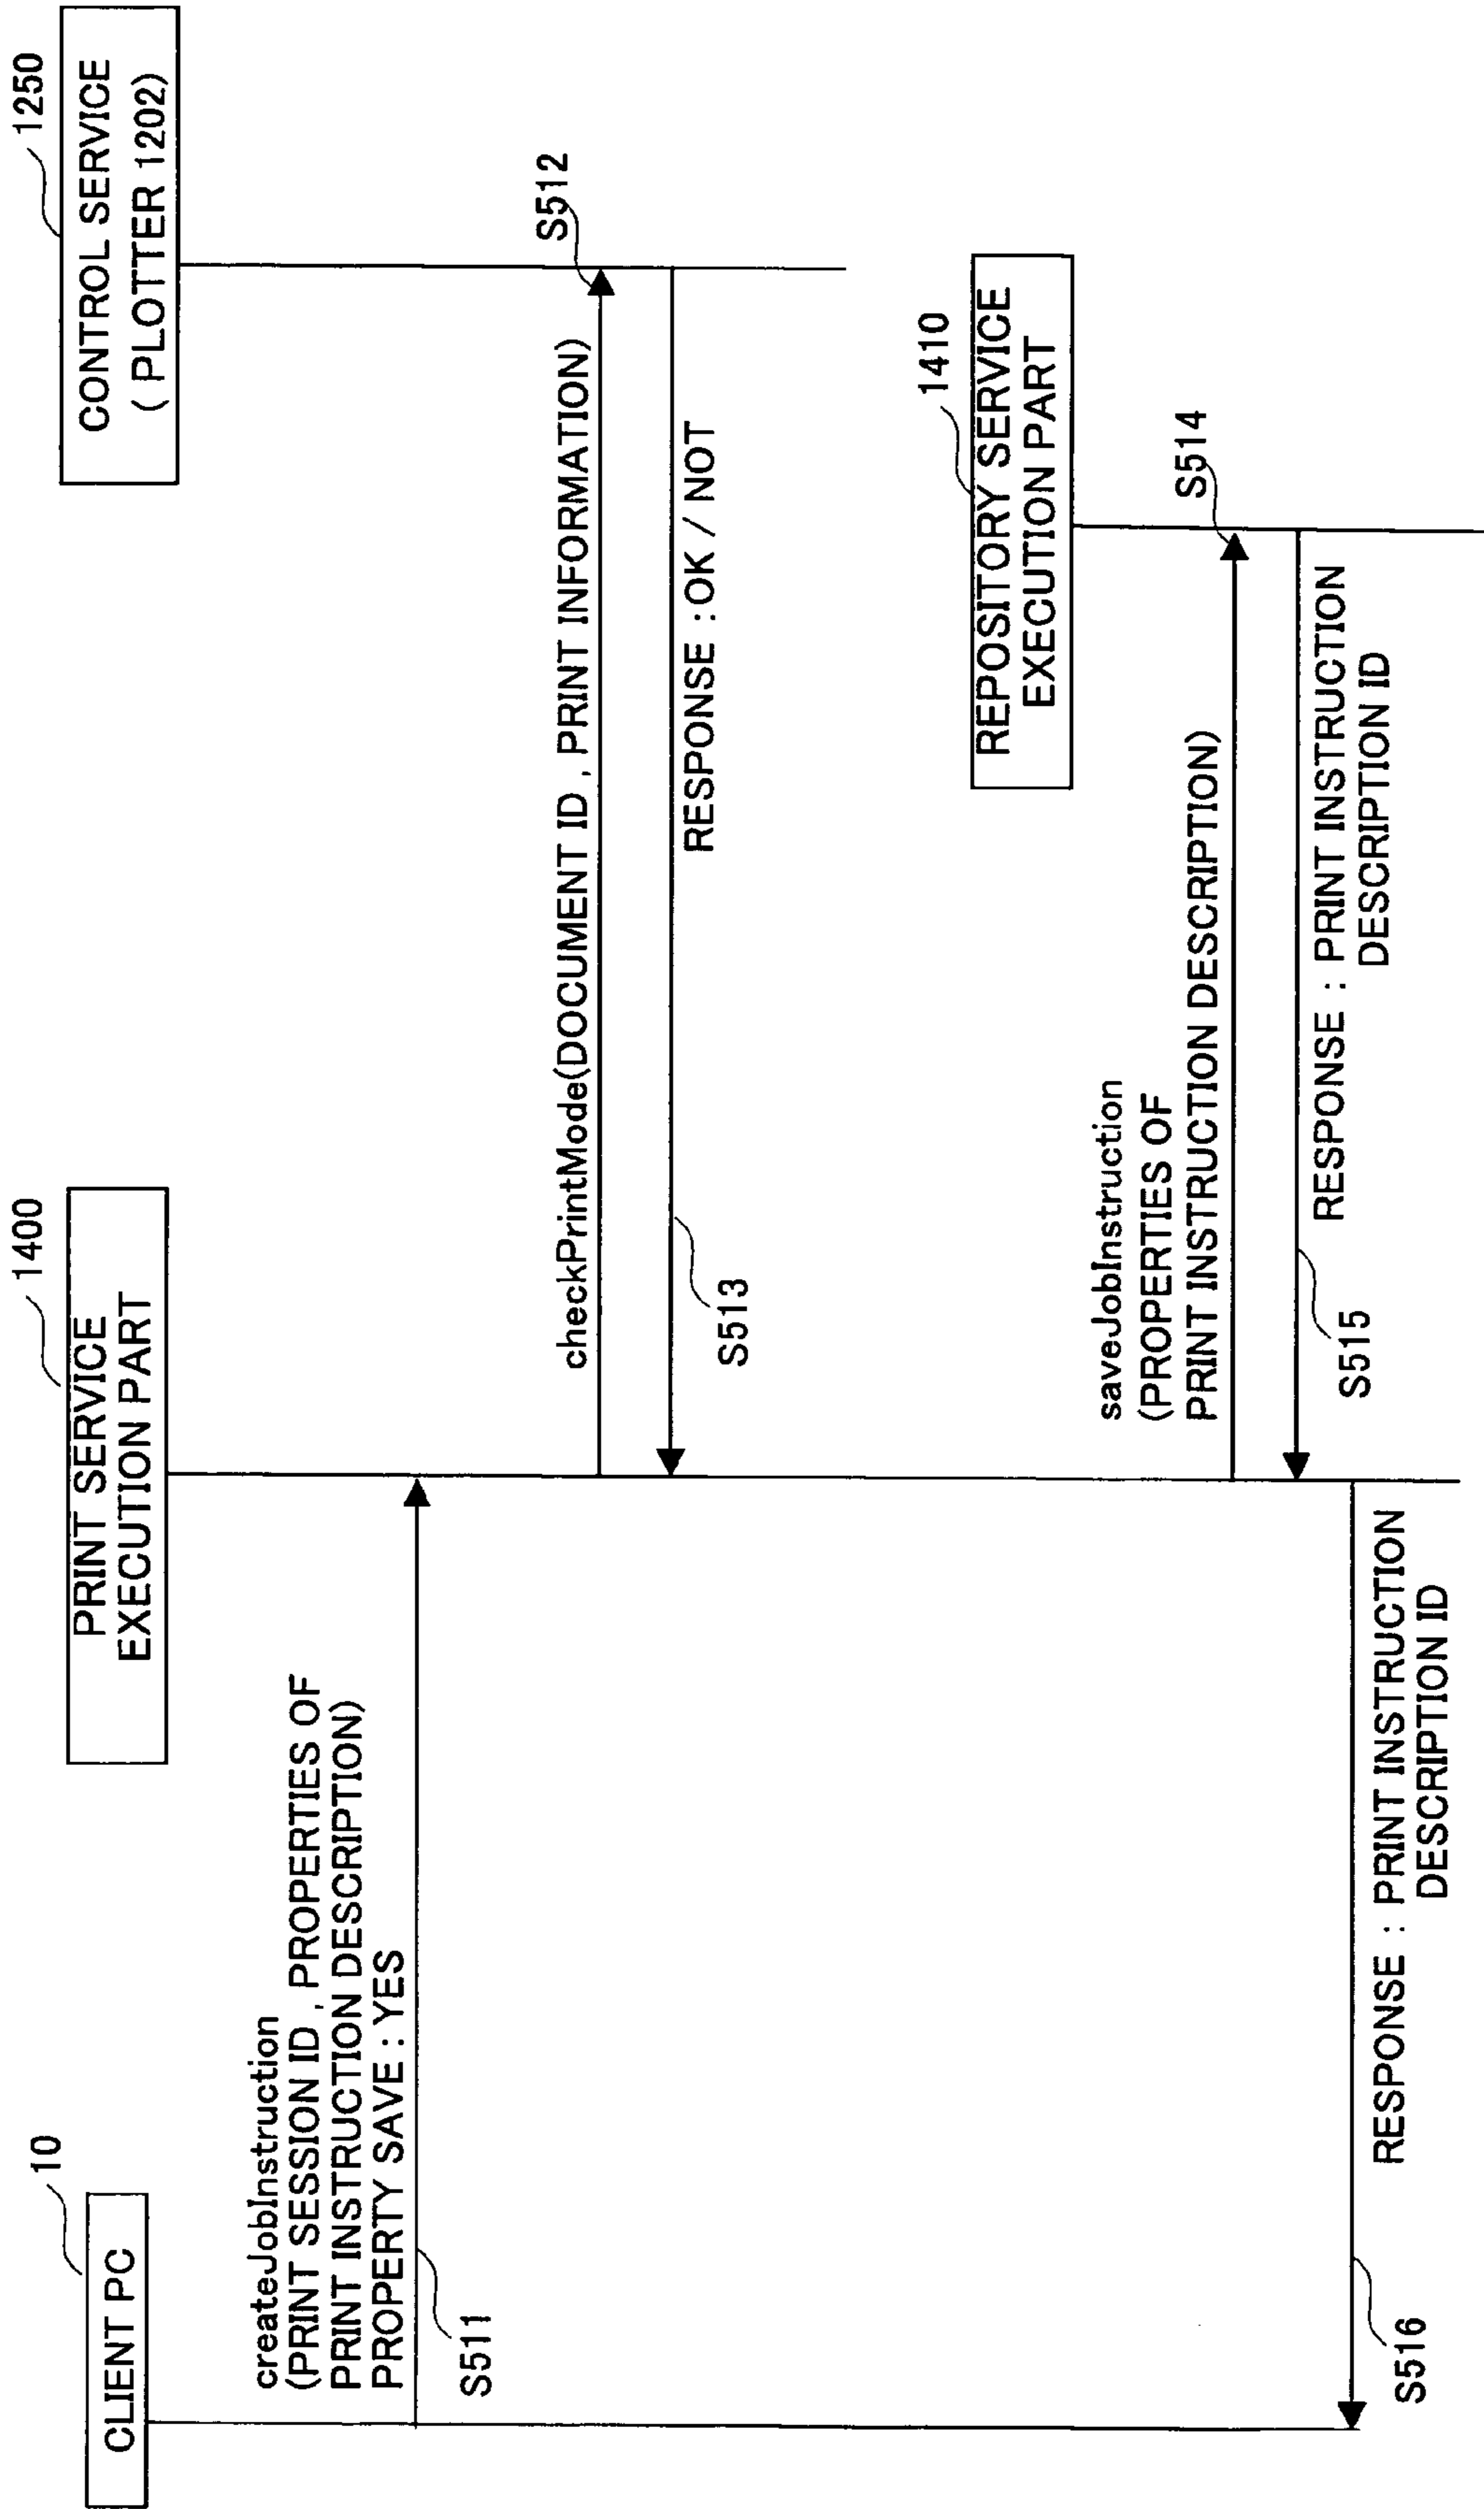 10
CLIENT PC
1400
PRINT SERVICE
EXECUTION PART
1250
CONTROL SERVICE
( PLOTTER 1202)
createJobInstruction
(PRINT SESSION ID , PROPERTIES OF
PRINT INSTRUCTION DESCRIPTION)
PROPERTY SAVE : YES
S511
checkPrintMode(DOCUMENT ID , PRINT INFORMATION)
S512
RESPONSE : OK / NOT
S513
1410
REPOSITORY SERVICE
EXECUTION PART
saveJobInstruction
(PROPERTIES OF
PRINT INSTRUCTION DESCRIPTION)
S514
RESPONSE : PRINT INSTRUCTION
DESCRIPTION ID
S515
RESPONSE : PRINT INSTRUCTION
DESCRIPTION ID
S516